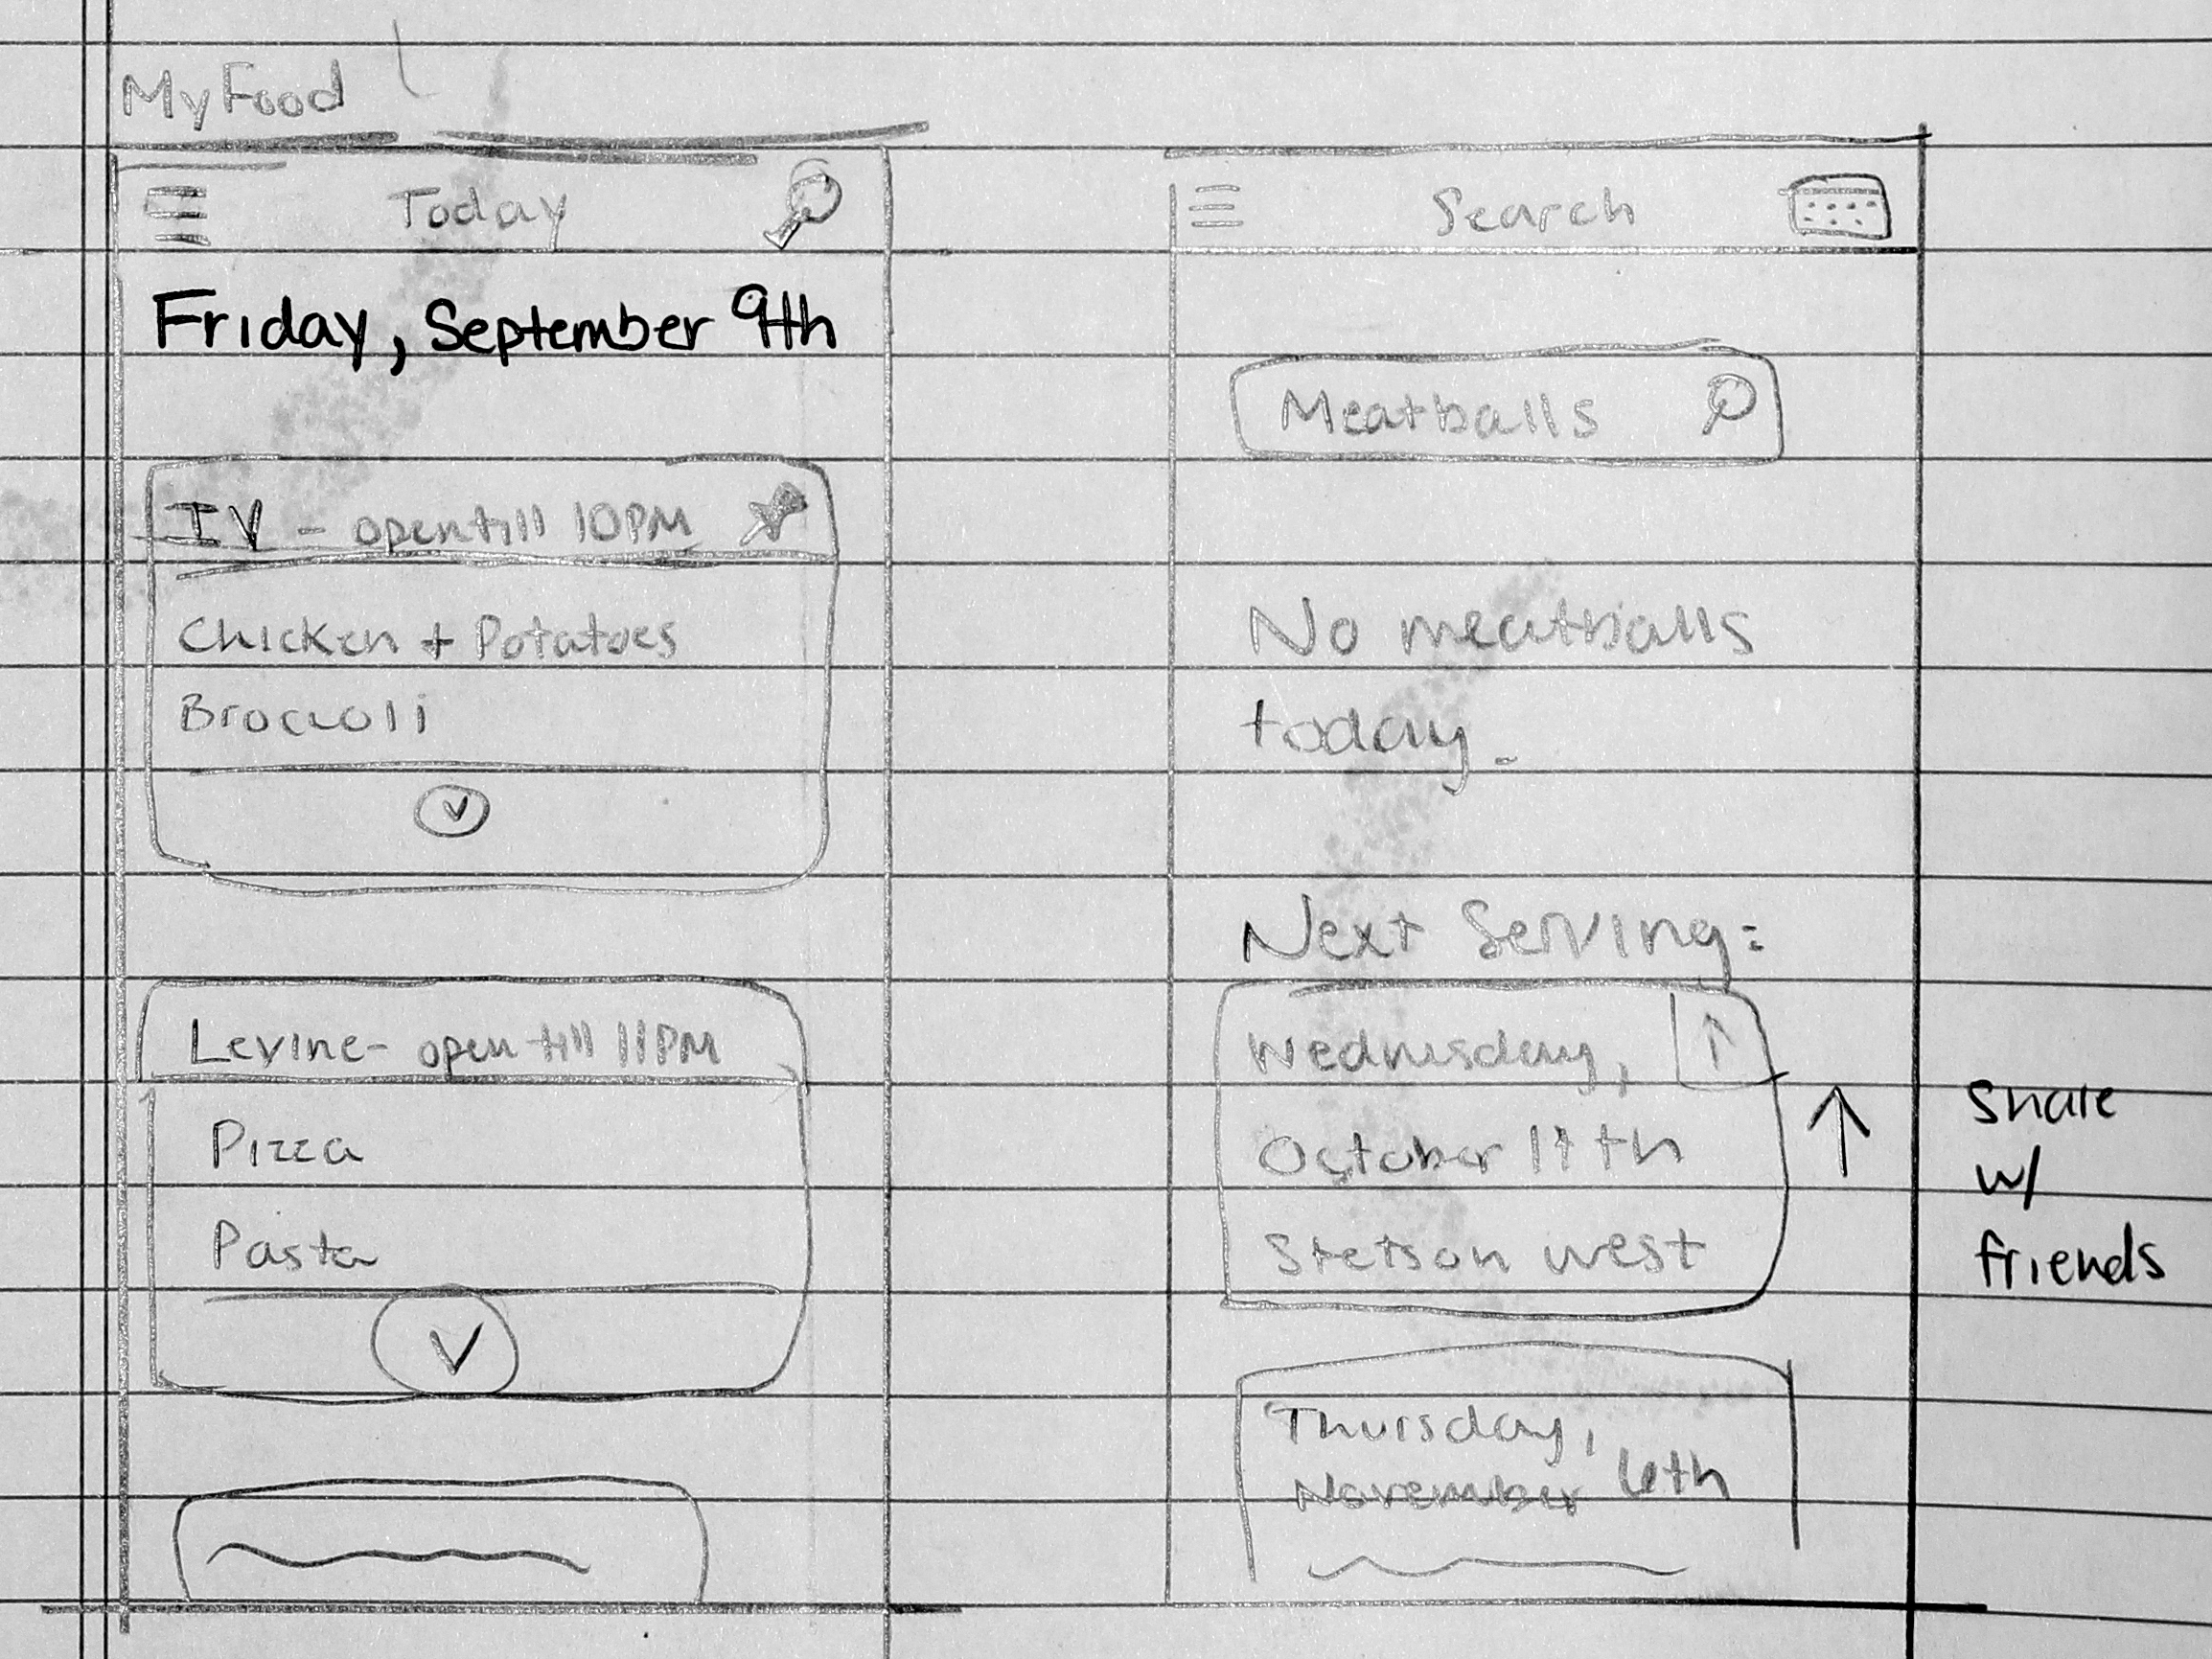 MyFood
Today
Friday, September 9th
IV - open till 10PM
Chicken + Potatoes
Broccoli
Levine - open till 11PM
Pizza
Pasta
Search
Meatballs
No meatballs
today.
Next Serving:
Wednesday,
October 11th
Stetson west
Thursday,
November 6th
Share
w/
friends